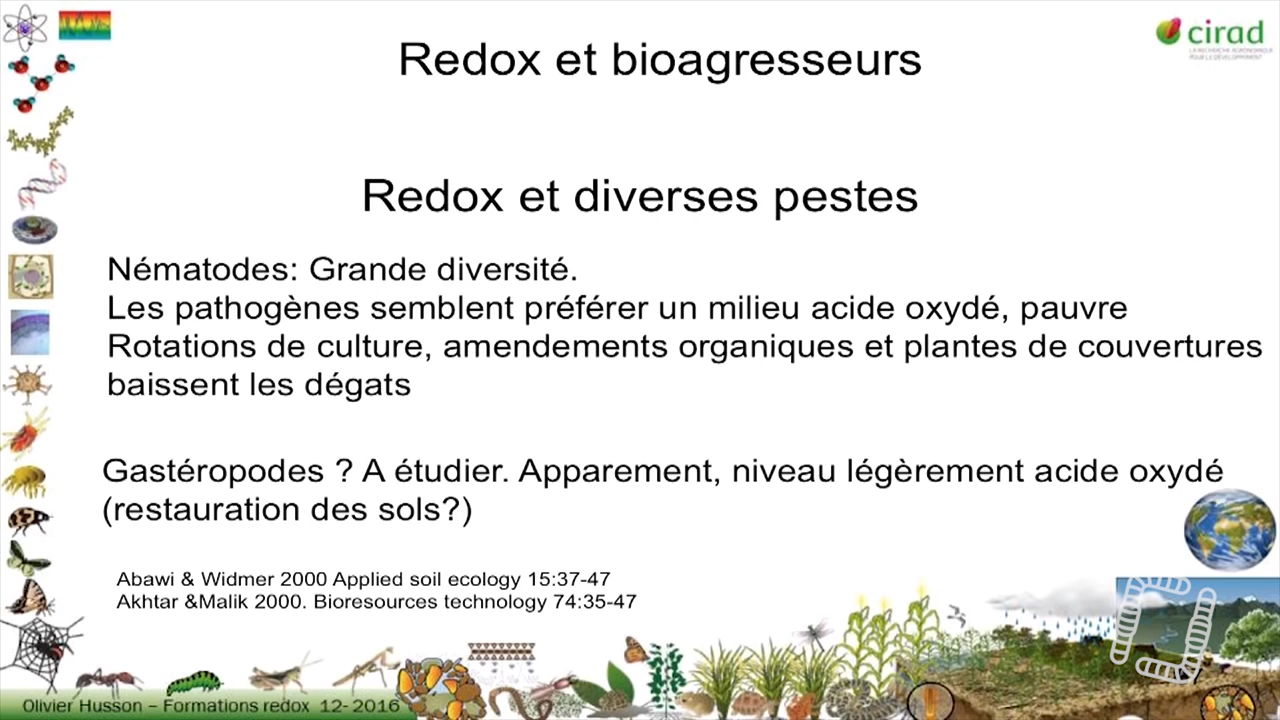 cirad
LA RECHERCHE AGRONOMIQUE
POUR LE DÉVELOPPEMENT
Redox et bioagresseurs
Redox et diverses pestes
Nématodes: Grande diversité.
Les pathogènes semblent préférer un milieu acide oxydé, pauvre
Rotations de culture, amendements organiques et plantes de couvertures
baissent les dégats
Gastéropodes ? A étudier. Apparement, niveau légèrement acide oxydé
(restauration des sols?)
Abawi & Widmer 2000 Applied soil ecology 15:37-47
Akhtar &Malik 2000. Bioresources technology 74:35-47
Olivier Husson – Formations redox 12- 2016